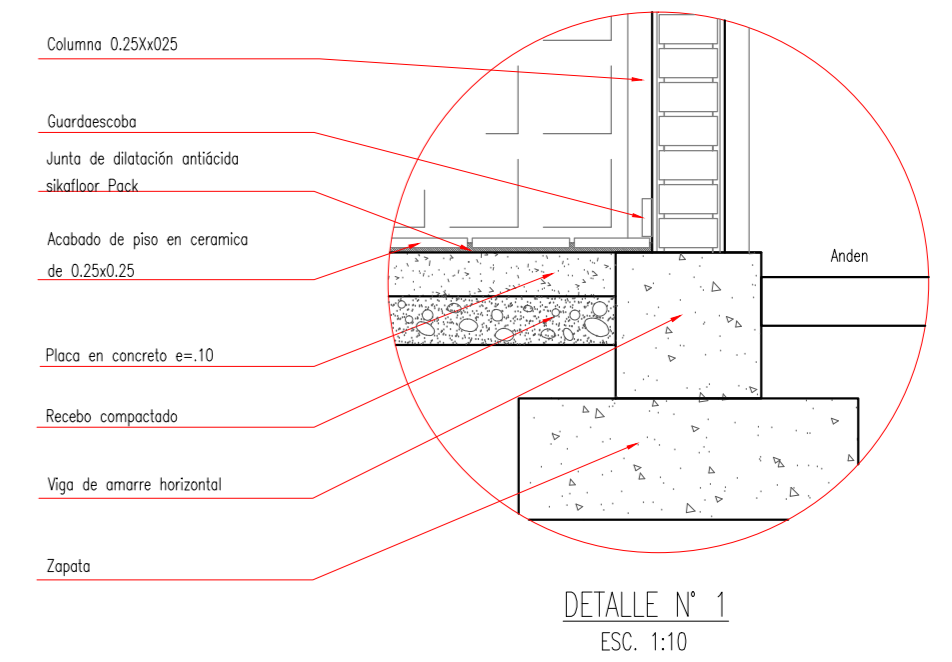 Columna 0.25Xx025
Guardaescoba
Junta de dilatación antiácida
sikafloor Pack
Acabado de piso en ceramica
de 0.25x0.25
Anden
Placa en concreto e=.10
Recebo compactado
Viga de amarre horizontal
Zapata
DETALLE N° 1
ESC. 1:10